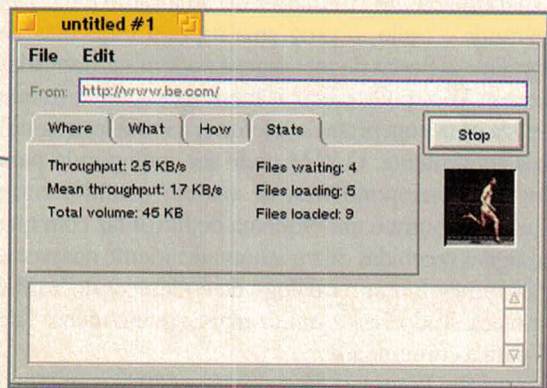 untitled #1
File Edit
From: http://www.be.com/
Where What How Stats
Stop
Throughput: 2.5 KB/s
Mean throughput: 1.7 KB/s
Total volume: 45 KB
Files waiting: 4
Files loading: 5
Files loaded: 9